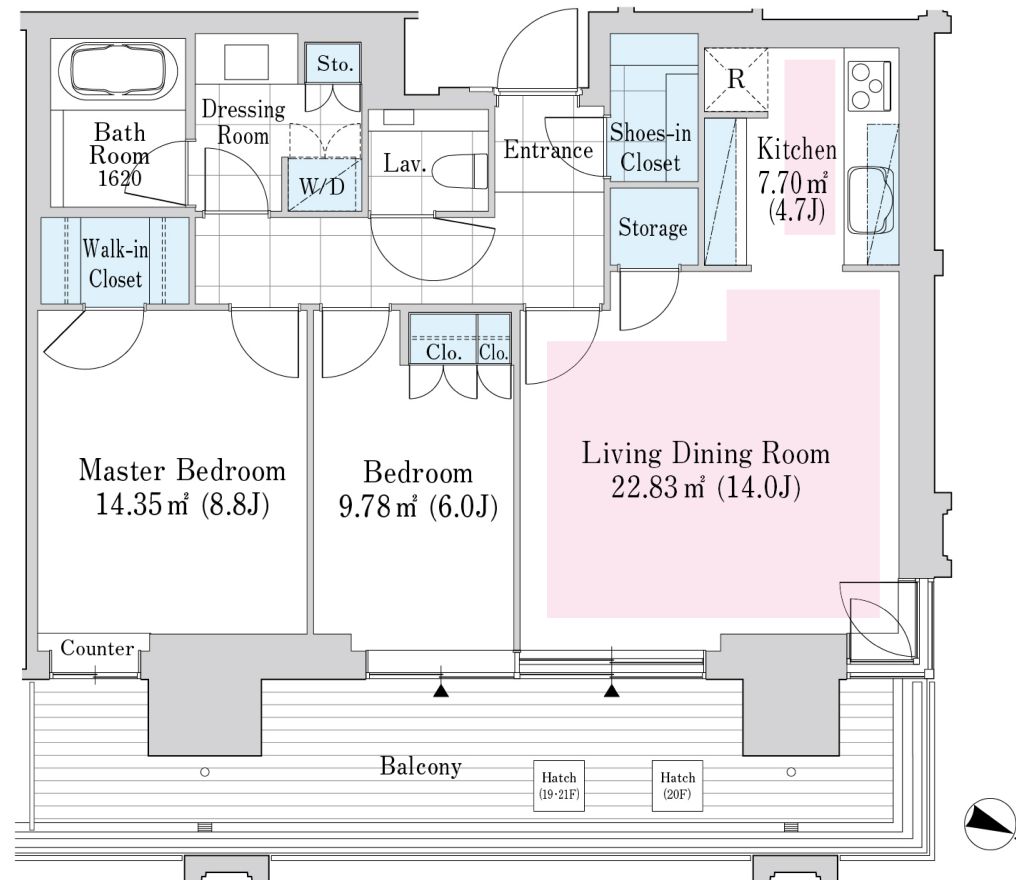 Sto.
R
Dressing
Room
Bath
Room
1620
Lav.
Entrance
Shoes-in
Closet
Kitchen
7.70㎡
(4.7J)
W/D
Storage
Walk-in
Closet
Clo.
Clo.
Master Bedroom
14.35㎡ (8.8J)
Bedroom
9.78㎡ (6.0J)
Living Dining Room
22.83㎡ (14.0J)
Counter
Balcony
Hatch
(19・21F)
Hatch
(20F)